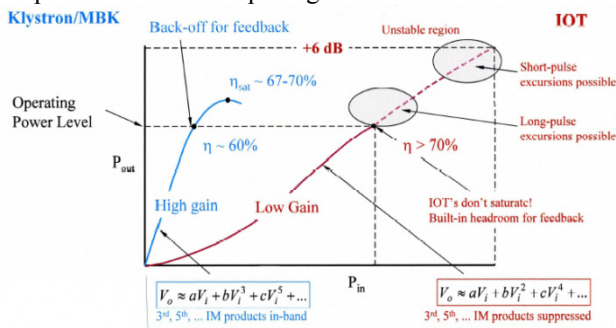 Klystron/MBK
Back-off for feedback
IOT
+6 dB
Unstable region
η_sat ~ 67-70%
Short-pulse
excursions possible
Operating
Power Level
Long-pulse
excursions possible
η ~ 60%
η > 70%
P_out
IOT's don't saturate!
Built-in headroom for feedback
High gain
Low Gain
P_in
V_o ≈ aV_i + bV_i^3 + cV_i^5 + ...
3rd, 5th, ... IM products in-band
V_o ≈ aV_i + bV_i^2 + cV_i^4 + ...
3rd, 5th, ... IM products suppressed